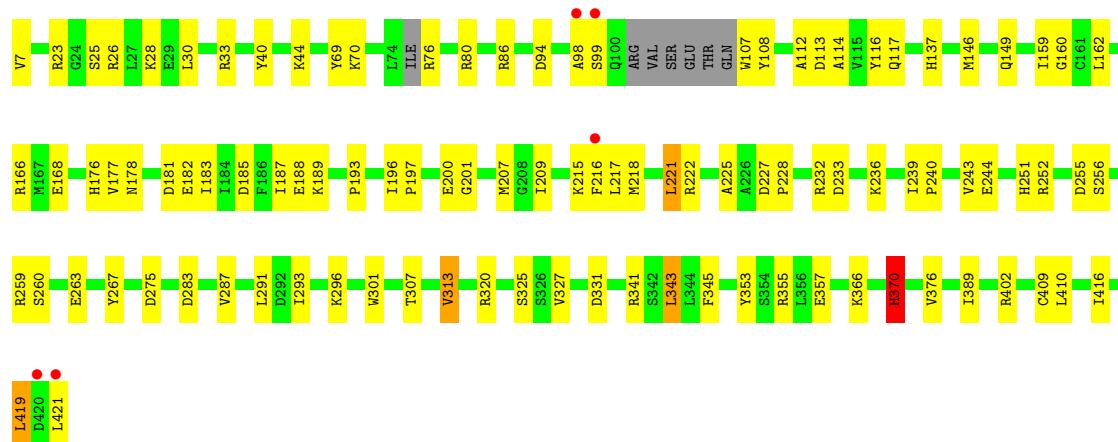 V7 R23 G24 S25 R26 L27 K28 E29 L30 R33 Y40 K44 Y69 K70 L74 ILE R76 R80 R86 D94 A98 S99 Q100 ARG VAL SER GLU THR GLN W107 Y108 A112 D113 A114 V115 Y116 Q117 H137 M146 Q149 I159 G160 C161 L162
R166 M167 E168 H176 V177 N178 D181 E182 I183 I184 D185 F186 I187 E188 K189 P193 I196 P197 E200 G201 M207 G208 I209 K215 F216 L217 M218 L221 R222 A225 A226 D227 P228 R232 D233 K236 I239 P240 V243 E244 H251 R252 D255 S256
R259 S260 E263 Y267 D275 D283 V287 L291 D292 I293 K296 W301 T307 V313 R320 S325 S326 V327 D331 R341 S342 L343 L344 F345 Y353 S354 R355 L356 E357 K366 H370 V376 I389 R402 C409 L410 I416
L419 D420 L421